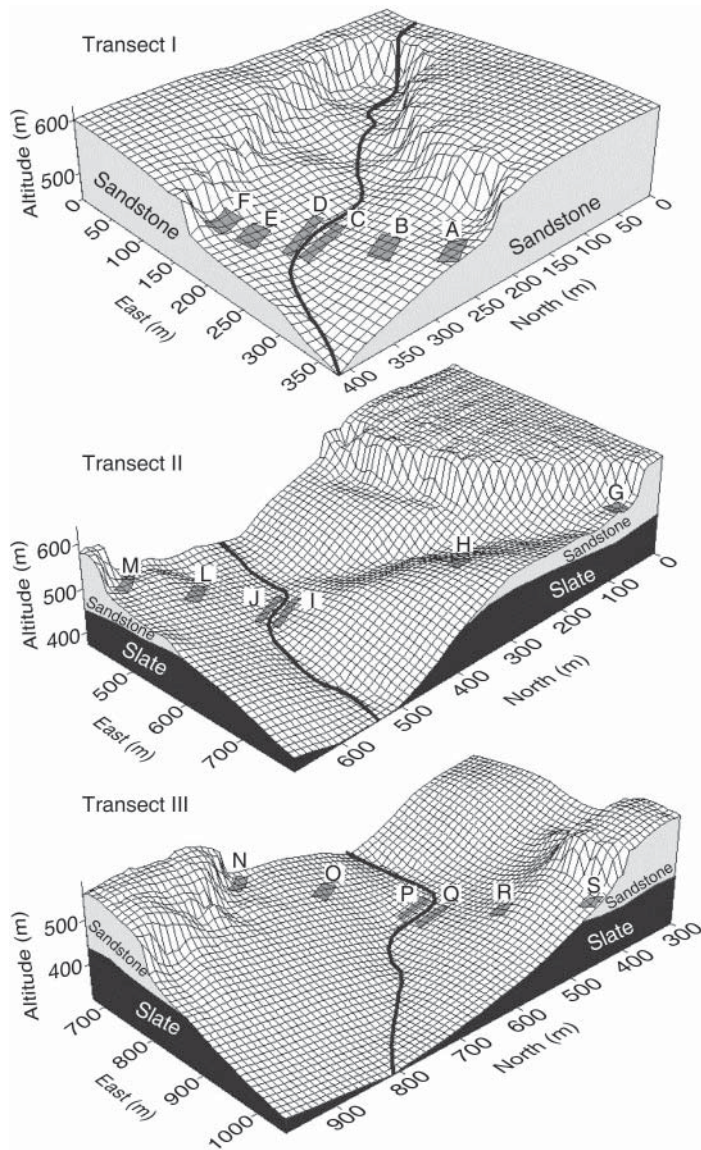 Transect I
Altitude (m)
600
500
Sandstone
Sandstone
F
E
D
C
B
A
0
50
100
150
200
250
300
350
East (m)
400
350
300
250
200
150
100
50
0
North (m)
Transect II
Altitude (m)
600
500
400
Sandstone
Slate
Sandstone
Slate
M
L
J
I
H
G
500
600
700
East (m)
600
500
400
300
200
100
0
North (m)
Transect III
Altitude (m)
500
400
Sandstone
Slate
Sandstone
Slate
N
O
P
Q
R
S
700
800
900
1000
East (m)
900
800
700
600
500
400
300
North (m)